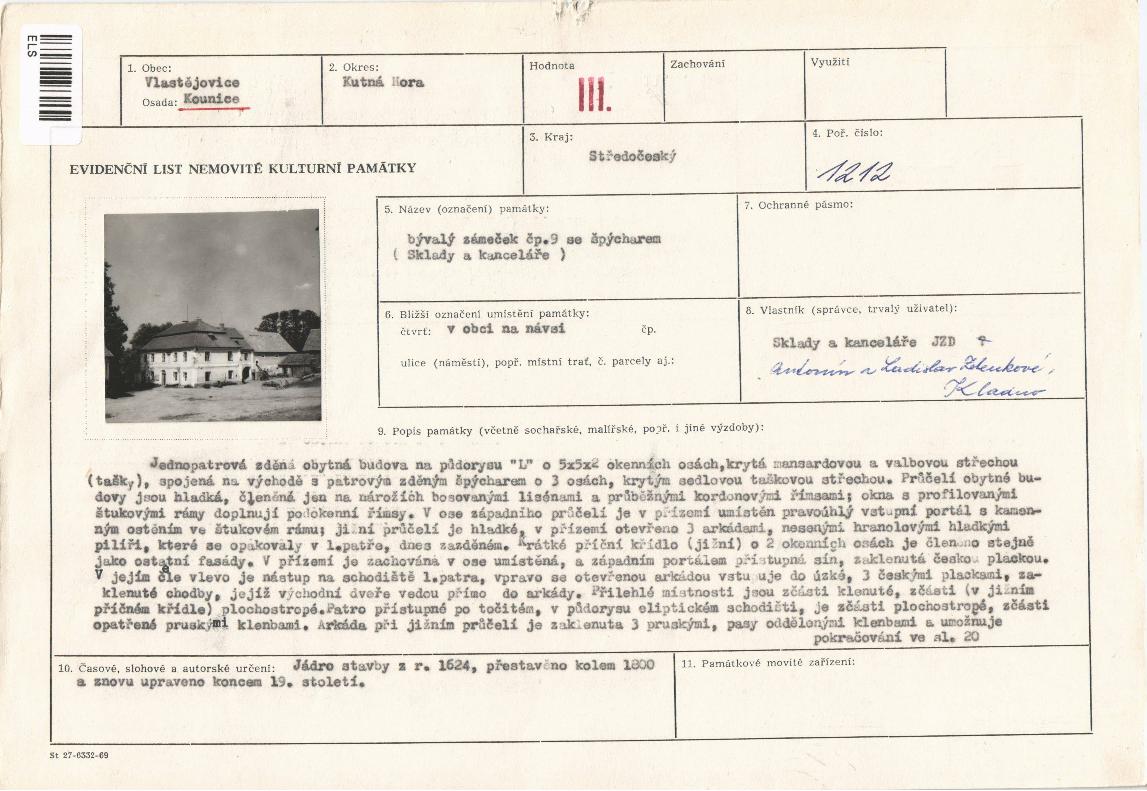 ELS
1. Obec:
Vlastějovice
Osada: Kounice
2. Okres:
Kutná Hora
Hodnota
III.
Zachování
Využití
EVIDENČNÍ LIST NEMOVITÉ KULTURNÍ PAMÁTKY
3. Kraj:
Středočeský
4. Poř. číslo:
1212
5. Název (označení) památky:
bývalý zámeček čp.9 se špýcharem
( Sklady a kanceláře )
7. Ochranné pásmo:
6. Bližší označení umístění památky:
čtvrť: v obci na návsi čp.
ulice (náměstí), popř. místní trať, č. parcely aj.:
8. Vlastník (správce, trvalý uživatel):
Sklady a kanceláře JZD +
Antonín a Ladislav Zdenkové,
Kladno
9. Popis památky (včetně sochařské, malířské, popř. i jiné výzdoby):
Jednopatrová zděná obytná budova na půdorysu "L" o 5x5x2 okenních osách,krytá mansardovou a valbovou střechou
(tašky), spojená na východě s patrovým zděným špýcharem o 3 osách, krytým sedlovou taškovou střechou. Průčelí obytné bu-
dovy jsou hladká, členěná jen na nárožích bosovanými lisénami a průběžnými kordonovými římsami; okna s profilovanými
štukovými rámy doplnují podokenní římsy. V ose západního průčelí je v přízemí umístěn pravoúhlý vstupní portál s kamen-
ným ostěním ve štukovém rámu; jižní průčelí je hladké, v přízemí otevřeno 3 arkádami, nesenými hranolovými hladkými
pilíři, které se opakovaly v 1.patře, dnes zazděném. Krátké příční křídlo (jižní) o 2 okenních osách je členěno stejně
jako ostatní fasády. V přízemí je zachována v ose umístěná, a západním portálem přístupná síň, zaklenutá českou plackou.
V jejím čele vlevo je nástup na schodiště 1.patra, vpravo se otevřenou arkádou vstupuje do úzké, 3 českými plackami, za-
klenuté chodby, jejíž východní dveře vedou přímo do arkády. Přilehlé místnosti jsou zčásti klenuté, zčásti (v jižním
příčném křídle) plochostropé.Patro přístupné po točitém, v půdorysu eliptickém schodišti, je zčásti plochostropé, zčásti
opatřené pruskými klenbami. Arkáda při jižním průčelí je zaklenuta 3 pruskými, pasy oddělenými klenbami a umožnuje
pokračování ve sl. 20
10. Časové, slohové a autorské určení: Jádro stavby z r. 1624, přestavěno kolem 1800
a znovu upraveno koncem 19. století.
11. Památkové movité zařízení:
St 27-6332-69